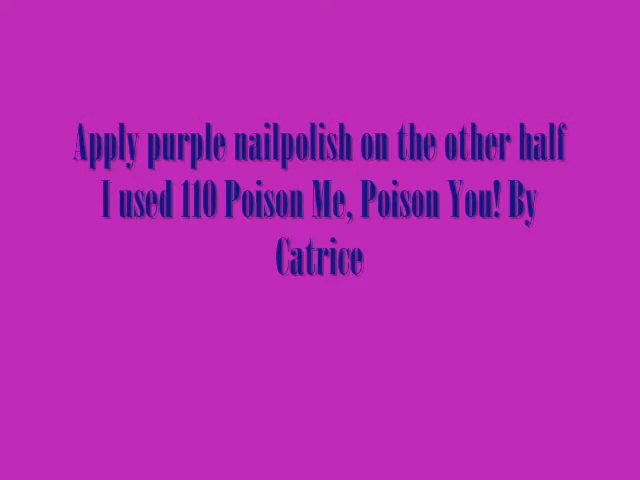 Apply purple nailpolish on the other half
I used 110 Poison Me, Poison You! By
Catrice